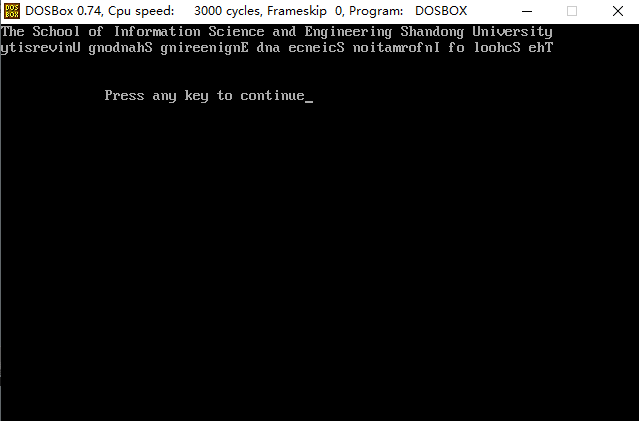 DOSBox 0.74, Cpu speed: 3000 cycles, Frameskip 0, Program: DOSBOX
The School of Information Science and Engineering Shandong University
ytisrevinU gnodnahS gnireenignE dna ecneicS noitamrofnI fo loohcS ehT
Press any key to continue_